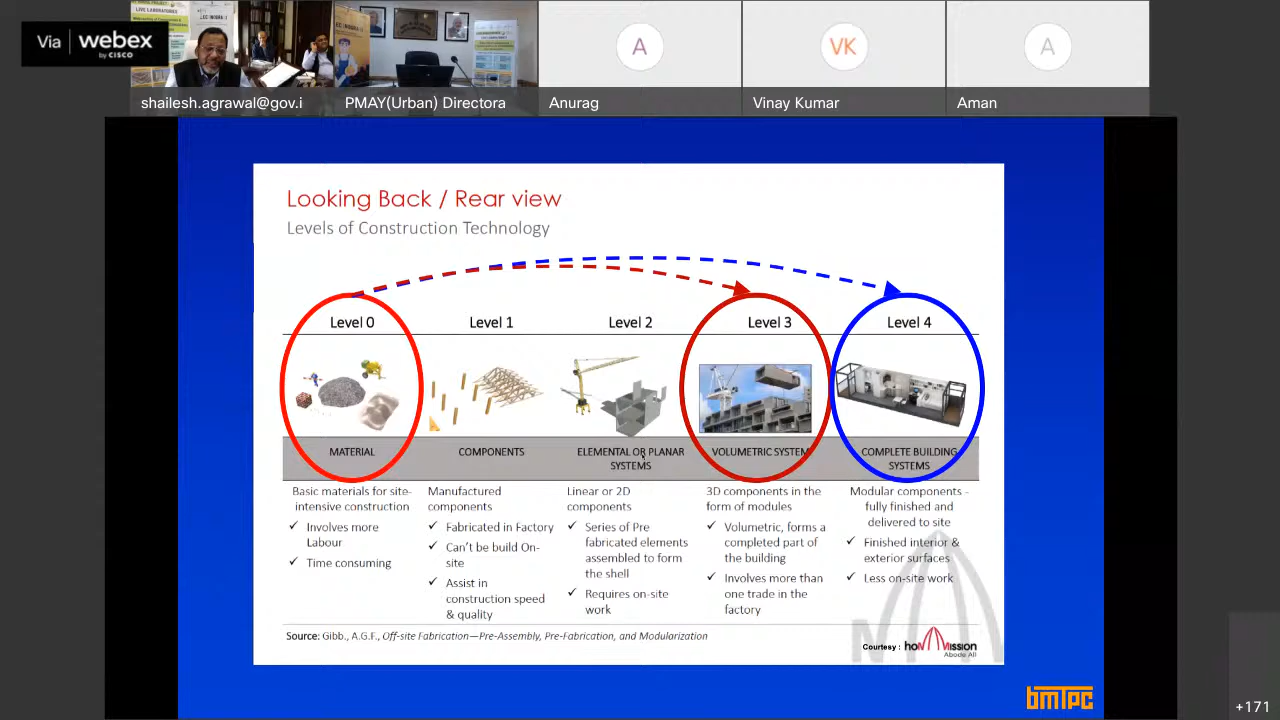 Via webex
by CISCO
shailesh.agrawal@gov.i
PMAY(Urban) Directora
A
Anurag
VK
Vinay Kumar
A
Aman
Looking Back / Rear view
Levels of Construction Technology
Level 0
Level 1
Level 2
Level 3
Level 4
MATERIAL
COMPONENTS
ELEMENTAL OR PLANAR
SYSTEMS
VOLUMETRIC SYSTEM
COMPLETE BUILDING
SYSTEMS
Basic materials for site-
intensive construction
✓ Involves more
Labour
✓ Time consuming
Manufactured
components
✓ Fabricated in Factory
✓ Can't be build On-
site
✓ Assist in
construction speed
& quality
Linear or 2D
components
✓ Series of Pre
fabricated elements
assembled to form
the shell
✓ Requires on-site
work
3D components in the
form of modules
✓ Volumetric, forms a
completed part of
the building
✓ Involves more than
one trade in the
factory
Modular components -
fully finished and
delivered to site
✓ Finished interior &
exterior surfaces
✓ Less on-site work
Source: Gibb., A.G.F., Off-site Fabrication—Pre-Assembly, Pre-Fabrication, and Modularization
Courtesy : hoMMission
Abode All
bmTPC
+171